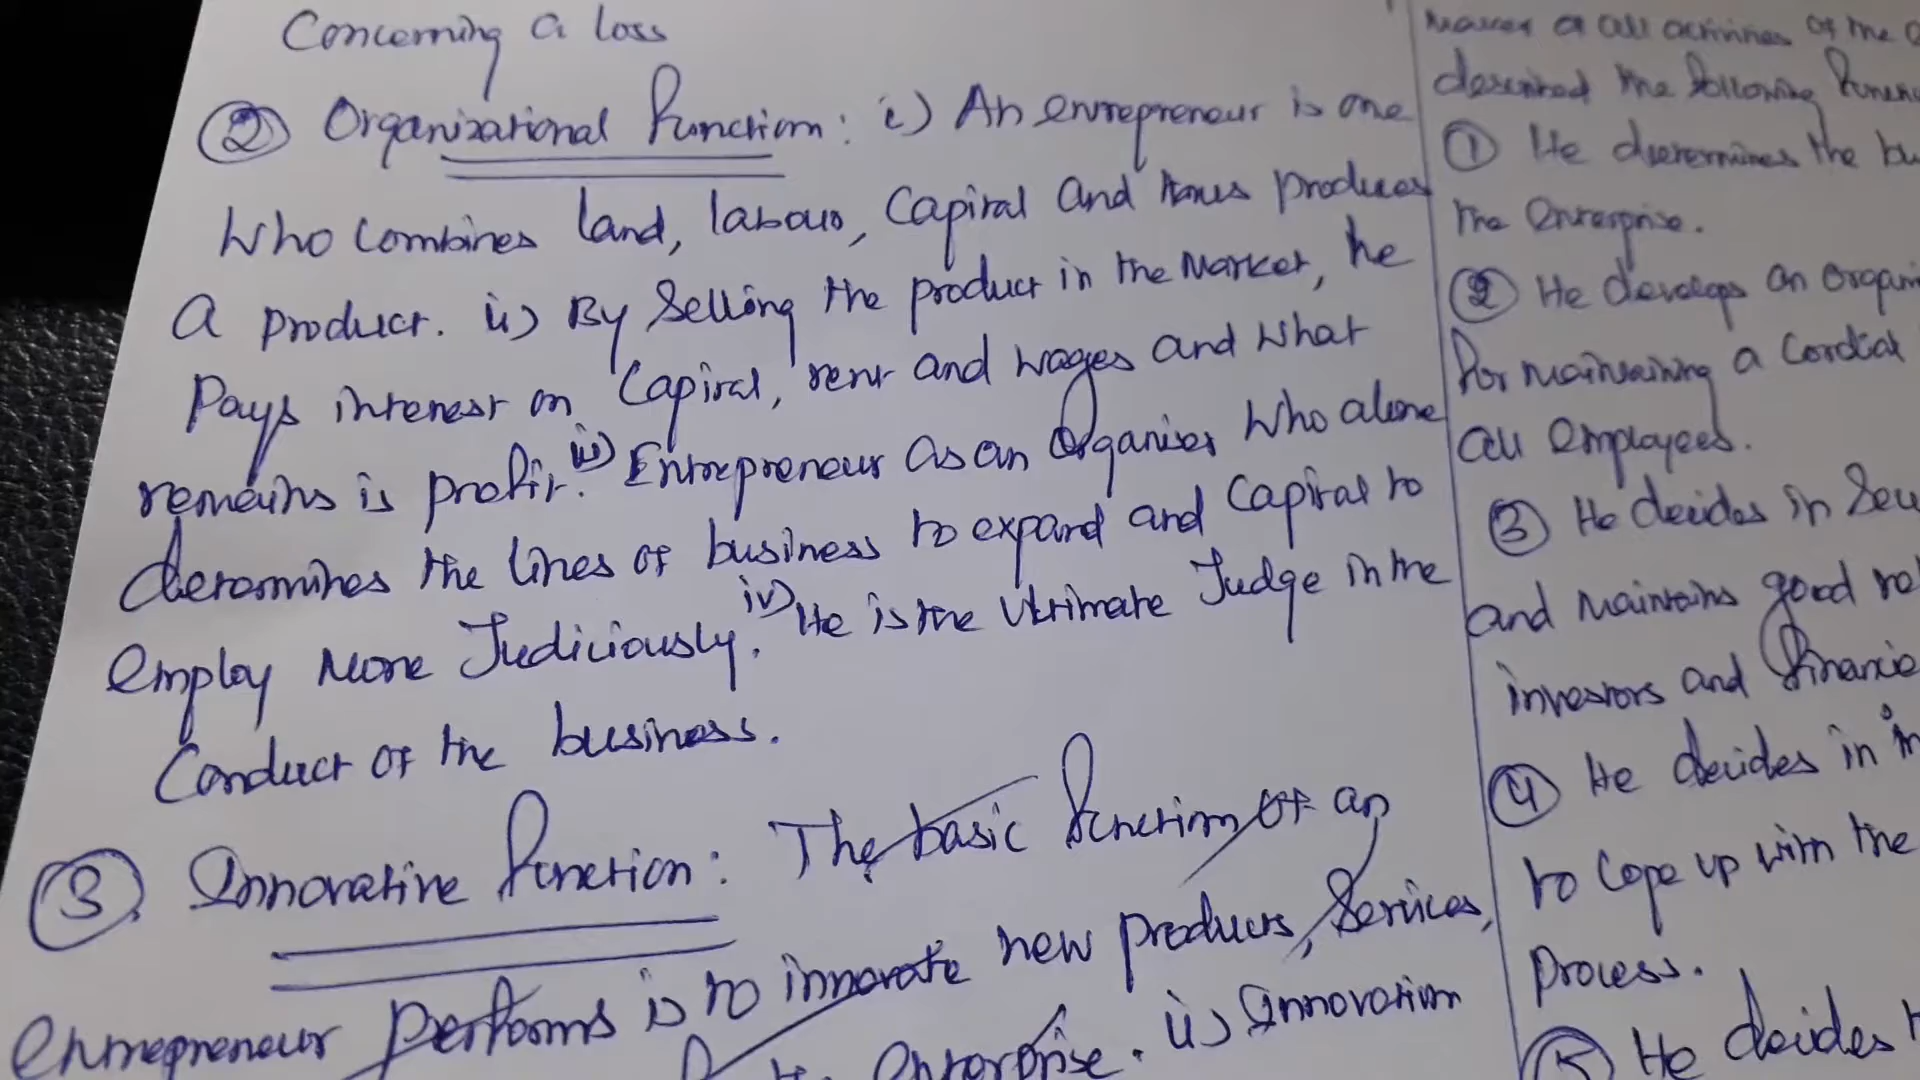 Concerning a loss
② Organizational function: i) An entrepreneur is one
who combines land, labour, capital and thus produces
a product. ii) By selling the product in the market, he
pays interest on capital, rent and wages and what
remains is profit. iii) Entrepreneur as an organiser who alone
determines the lines of business to expand and capital to
employ more Judiciously. iv) He is the ultimate Judge in the
Conduct of the business.
③. Innovative function: The basic function of an
entrepreneur performs is to innovate new products, services,
enterprise. ii) Innovation
of all activities of the
described the following
① He determines the
the enterprise.
② He develops an
for maintaining a cordial
all employees.
③ He decides in
and maintains good
investors and
④ He decides in
to cope up with the
process.
⑤ He decides